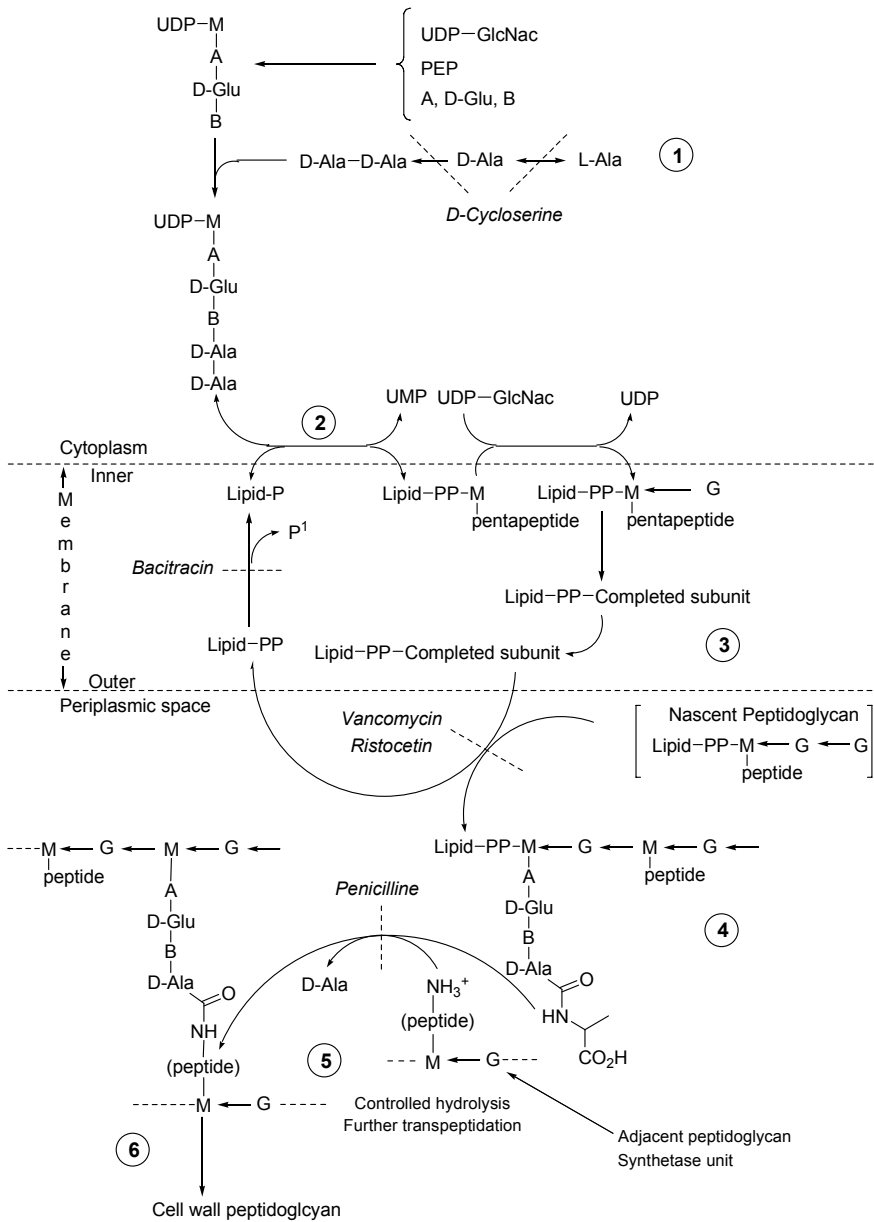 UDP–M
A
D-Glu
B
UDP–GlcNac
PEP
A, D-Glu, B
D-Ala–D-Ala
D-Ala
L-Ala
1
D-Cycloserine
UDP–M
A
D-Glu
B
D-Ala
D-Ala
2
UMP
UDP–GlcNac
UDP
Cytoplasm
Inner
Membrane
Lipid-P
Lipid–PP–M
pentapeptide
Lipid–PP–M
G
pentapeptide
P1
Bacitracin
Lipid–PP–Completed subunit
Lipid–PP
Lipid–PP–Completed subunit
3
Outer
Periplasmic space
Vancomycin
Ristocetin
Nascent Peptidoglycan
Lipid–PP–M
G
G
peptide
M
G
M
G
peptide
A
D-Glu
B
D-Ala
O
NH
(peptide)
M
G
Lipid–PP–M
G
M
G
peptide
A
D-Glu
B
D-Ala
O
HN
CO2H
4
Penicilline
D-Ala
NH3+
(peptide)
M
G
5
Controlled hydrolysis
Further transpeptidation
Adjacent peptidoglycan
Synthetase unit
6
Cell wall peptidoglcyan